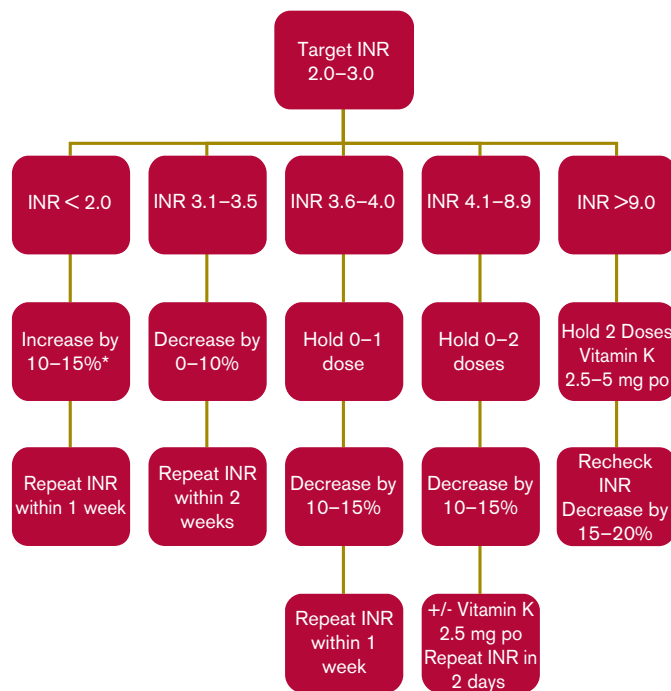 Target INR
2.0–3.0
INR < 2.0
INR 3.1–3.5
INR 3.6–4.0
INR 4.1–8.9
INR >9.0
Increase by
10–15%*
Decrease by
0–10%
Hold 0–1
dose
Hold 0–2
doses
Hold 2 Doses
Vitamin K
2.5–5 mg po
Repeat INR
within 1 week
Repeat INR
within 2
weeks
Decrease by
10–15%
Decrease by
10–15%
Recheck
INR
Decrease by
15–20%
Repeat INR
within 1
week
+/- Vitamin K
2.5 mg po
Repeat INR in
2 days